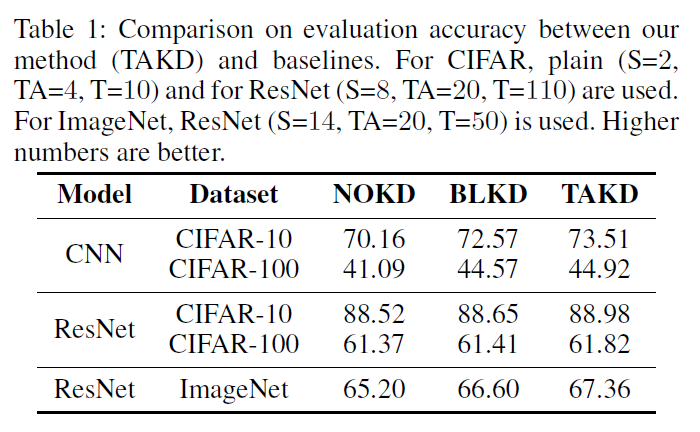 Table 1: Comparison on evaluation accuracy between our
method (TAKD) and baselines. For CIFAR, plain (S=2,
TA=4, T=10) and for ResNet (S=8, TA=20, T=110) are used.
For ImageNet, ResNet (S=14, TA=20, T=50) is used. Higher
numbers are better.
Model Dataset NOKD BLKD TAKD
CNN
CIFAR-10 70.16 72.57 73.51
CIFAR-100 41.09 44.57 44.92
ResNet
CIFAR-10 88.52 88.65 88.98
CIFAR-100 61.37 61.41 61.82
ResNet ImageNet 65.20 66.60 67.36